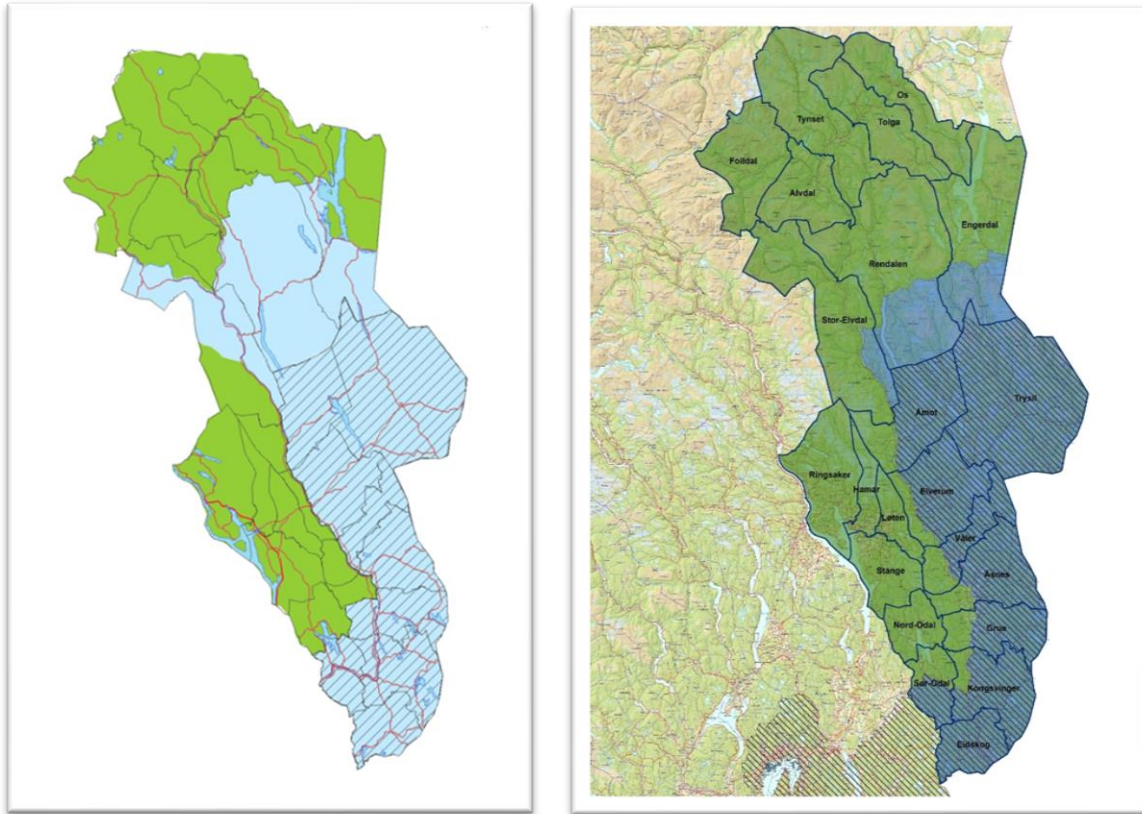 Os
Tynset
Tolga
Folldal
Alvdal
Engerdal
Rendalen
Stor-Elvdal
Åmot
Trysil
Ringsaker
Hamar
Elverum
Løten
Våler
Stange
Åsnes
Nord-Odal
Grue
Sør-Odal
Kongsvinger
Eidskog